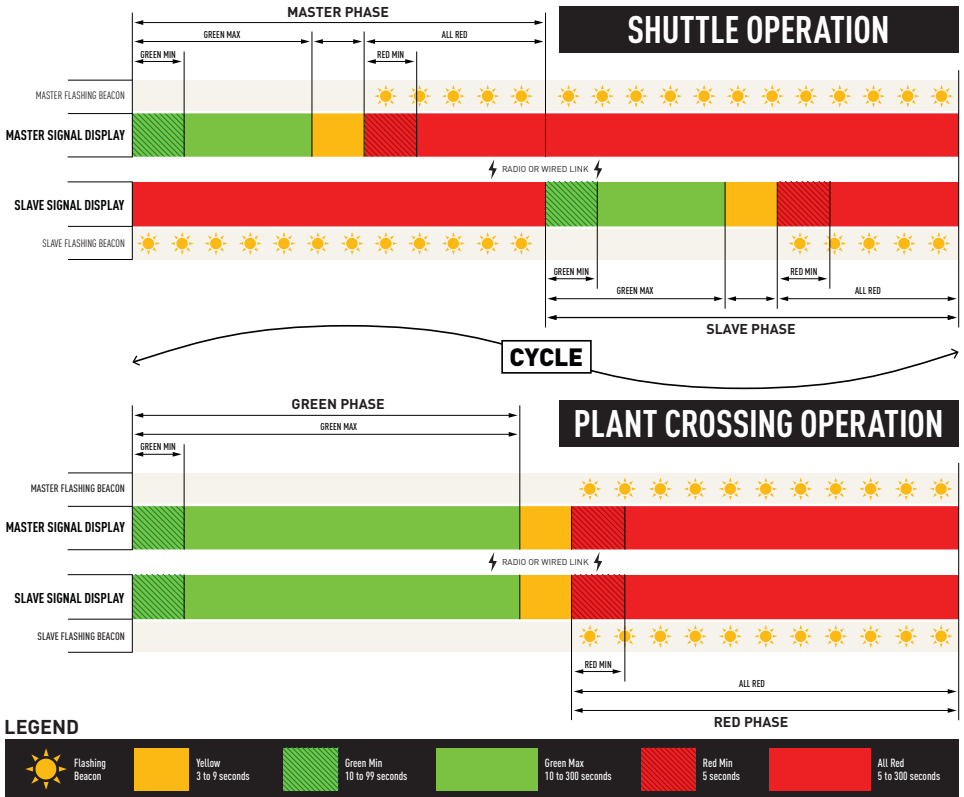 MASTER PHASE
SHUTTLE OPERATION
GREEN MAX
ALL RED
GREEN MIN
RED MIN
MASTER FLASHING BEACON
MASTER SIGNAL DISPLAY
RADIO OR WIRED LINK
SLAVE SIGNAL DISPLAY
SLAVE FLASHING BEACON
GREEN MIN
RED MIN
GREEN MAX
ALL RED
SLAVE PHASE
CYCLE
GREEN PHASE
PLANT CROSSING OPERATION
GREEN MAX
GREEN MIN
MASTER FLASHING BEACON
MASTER SIGNAL DISPLAY
RADIO OR WIRED LINK
SLAVE SIGNAL DISPLAY
SLAVE FLASHING BEACON
RED MIN
ALL RED
RED PHASE
LEGEND
Flashing
Beacon
Yellow
3 to 9 seconds
Green Min
10 to 99 seconds
Green Max
10 to 300 seconds
Red Min
5 seconds
All Red
5 to 300 seconds